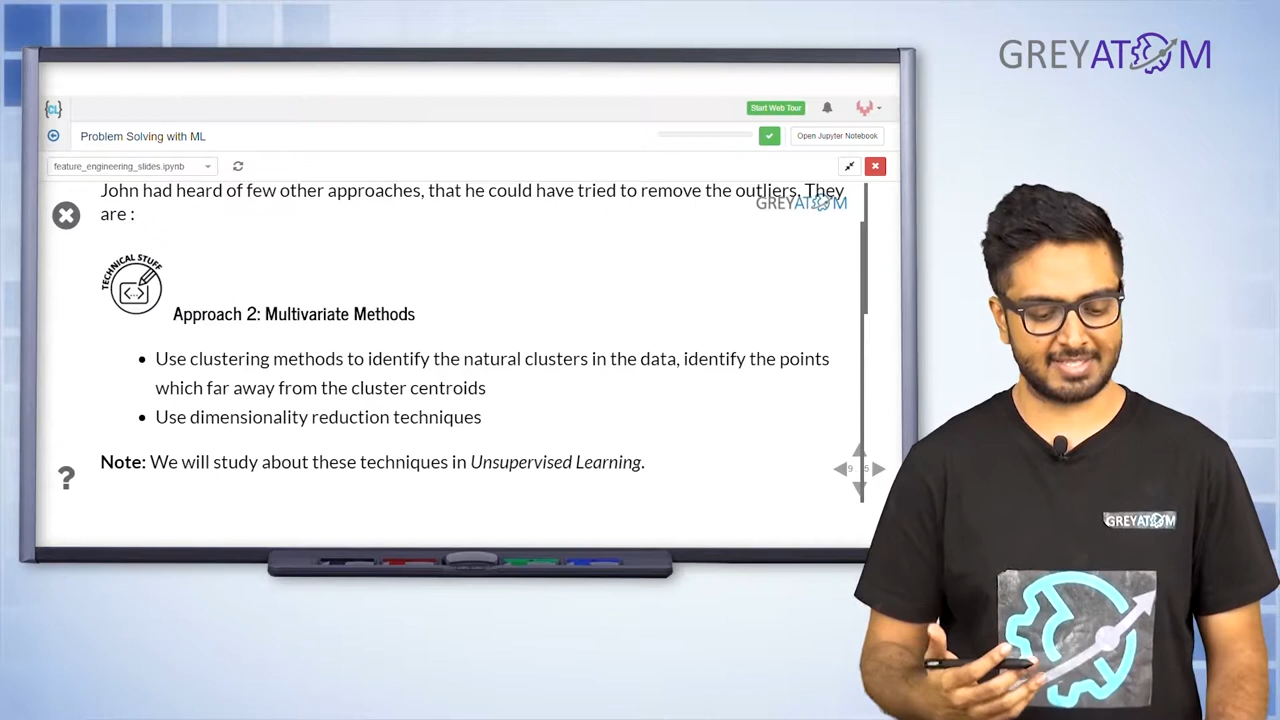 GREYATOM
{CL}
Start Web Tour
Problem Solving with ML
Open Jupyter Notebook
feature_engineering_slides.ipynb
John had heard of few other approaches, that he could have tried to remove the outliers. They
are :
GREYATOM
TECHNICAL STUFF
Approach 2: Multivariate Methods
Use clustering methods to identify the natural clusters in the data, identify the points
which far away from the cluster centroids
Use dimensionality reduction techniques
Note: We will study about these techniques in Unsupervised Learning.
?
GREYATOM